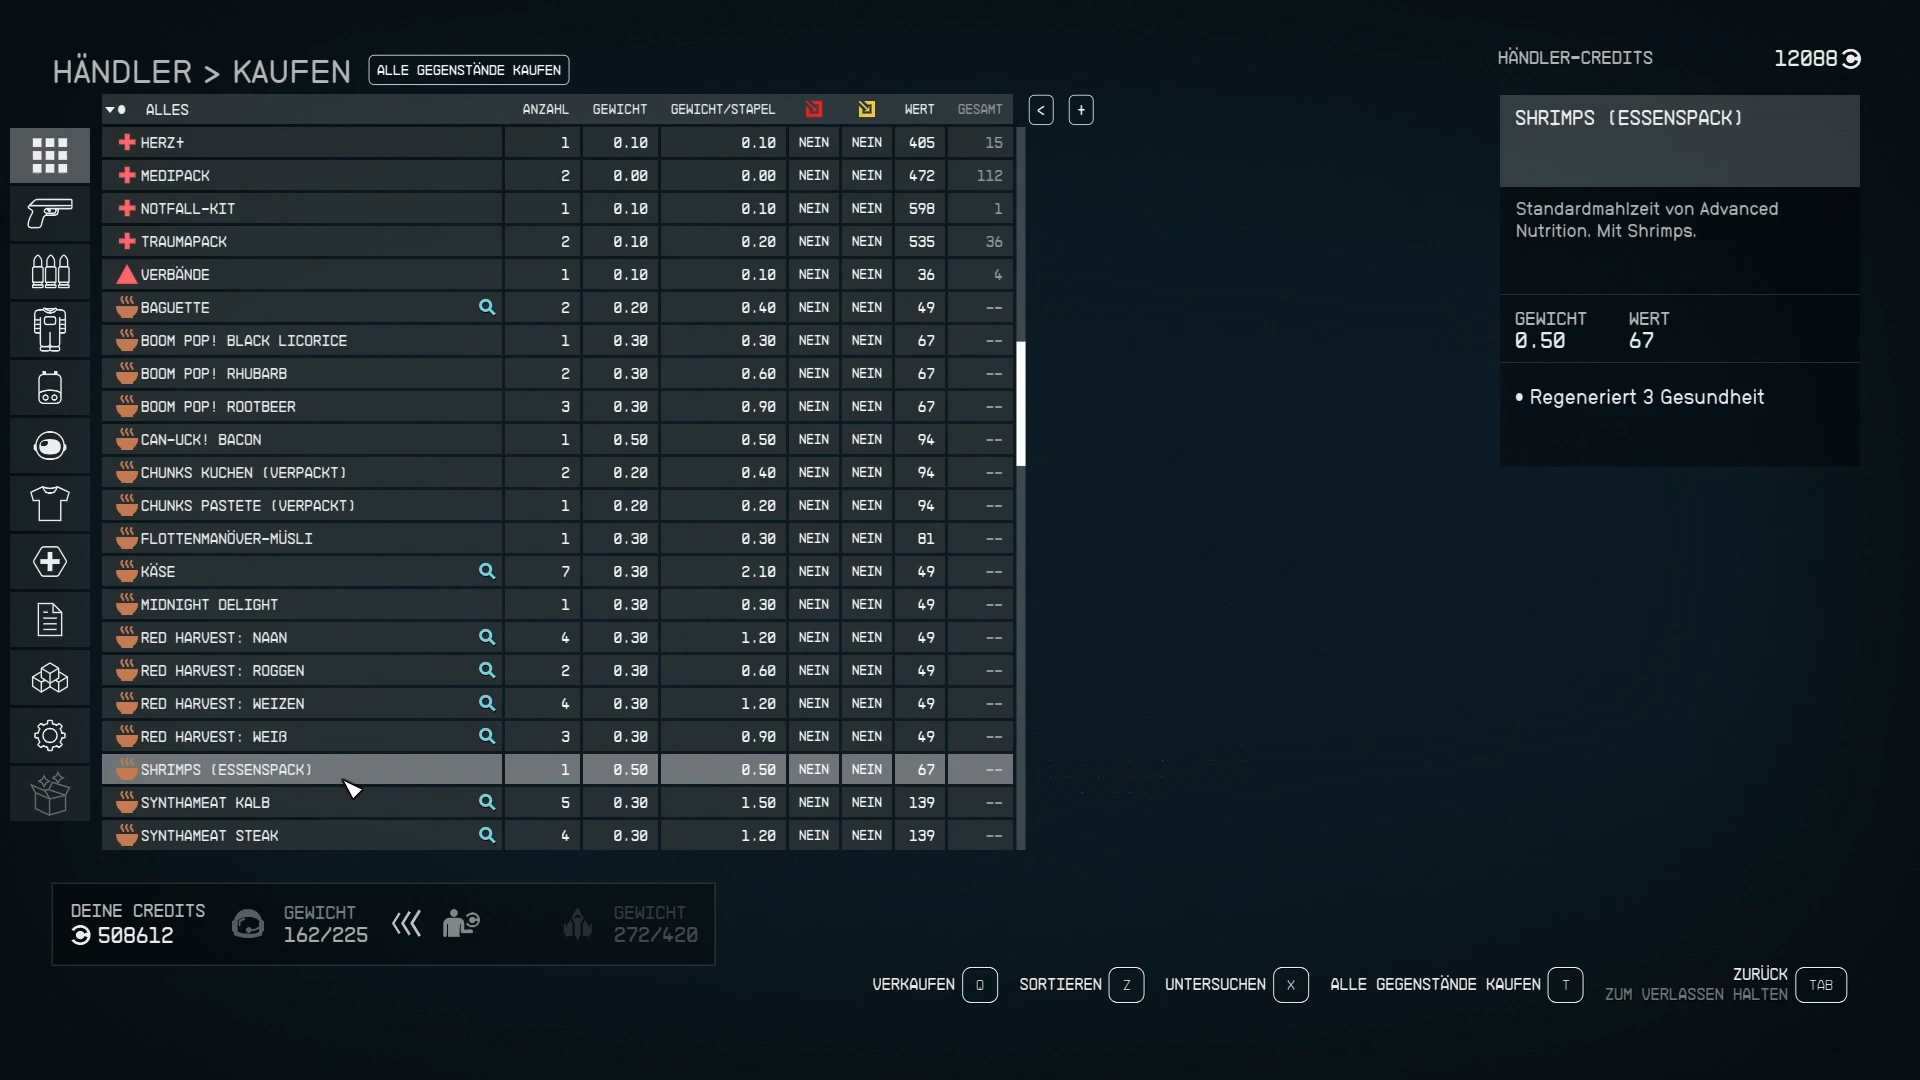 HÄNDLER > KAUFEN ALLE GEGENSTÄNDE KAUFEN
HÄNDLER-CREDITS 12088
ALLES ANZAHL GEWICHT GEWICHT/STAPEL WERT GESAMT < +
HERZ+ 1 0.10 0.10 NEIN NEIN 405 15
MEDIPACK 2 0.00 0.00 NEIN NEIN 472 112
NOTFALL-KIT 1 0.10 0.10 NEIN NEIN 598 1
TRAUMAPACK 2 0.10 0.20 NEIN NEIN 535 36
VERBÄNDE 1 0.10 0.10 NEIN NEIN 36 4
BAGUETTE 2 0.20 0.40 NEIN NEIN 49 --
BOOM POP! BLACK LICORICE 1 0.30 0.30 NEIN NEIN 67 --
BOOM POP! RHUBARB 2 0.30 0.60 NEIN NEIN 67 --
BOOM POP! ROOTBEER 3 0.30 0.90 NEIN NEIN 67 --
CAN-UCK! BACON 1 0.50 0.50 NEIN NEIN 94 --
CHUNKS KUCHEN (VERPACKT) 2 0.20 0.40 NEIN NEIN 94 --
CHUNKS PASTETE (VERPACKT) 1 0.20 0.20 NEIN NEIN 94 --
FLOTTENMANÖVER-MÜSLI 1 0.30 0.30 NEIN NEIN 81 --
KÄSE 7 0.30 2.10 NEIN NEIN 49 --
MIDNIGHT DELIGHT 1 0.30 0.30 NEIN NEIN 49 --
RED HARVEST: NAAN 4 0.30 1.20 NEIN NEIN 49 --
RED HARVEST: ROGGEN 2 0.30 0.60 NEIN NEIN 49 --
RED HARVEST: WEIZEN 4 0.30 1.20 NEIN NEIN 49 --
RED HARVEST: WEIß 3 0.30 0.90 NEIN NEIN 49 --
SHRIMPS (ESSENSPACK) 1 0.50 0.50 NEIN NEIN 67 --
SYNTHAMEAT KALB 5 0.30 1.50 NEIN NEIN 139 --
SYNTHAMEAT STEAK 4 0.30 1.20 NEIN NEIN 139 --
SHRIMPS (ESSENSPACK)
Standardmahlzeit von Advanced
Nutrition. Mit Shrimps.
GEWICHT WERT
0.50 67
• Regeneriert 3 Gesundheit
DEINE CREDITS GEWICHT GEWICHT
508612 162/225 272/420
VERKAUFEN Q SORTIEREN Z UNTERSUCHEN X ALLE GEGENSTÄNDE KAUFEN T ZURÜCK TAB
ZUM VERLASSEN HALTEN